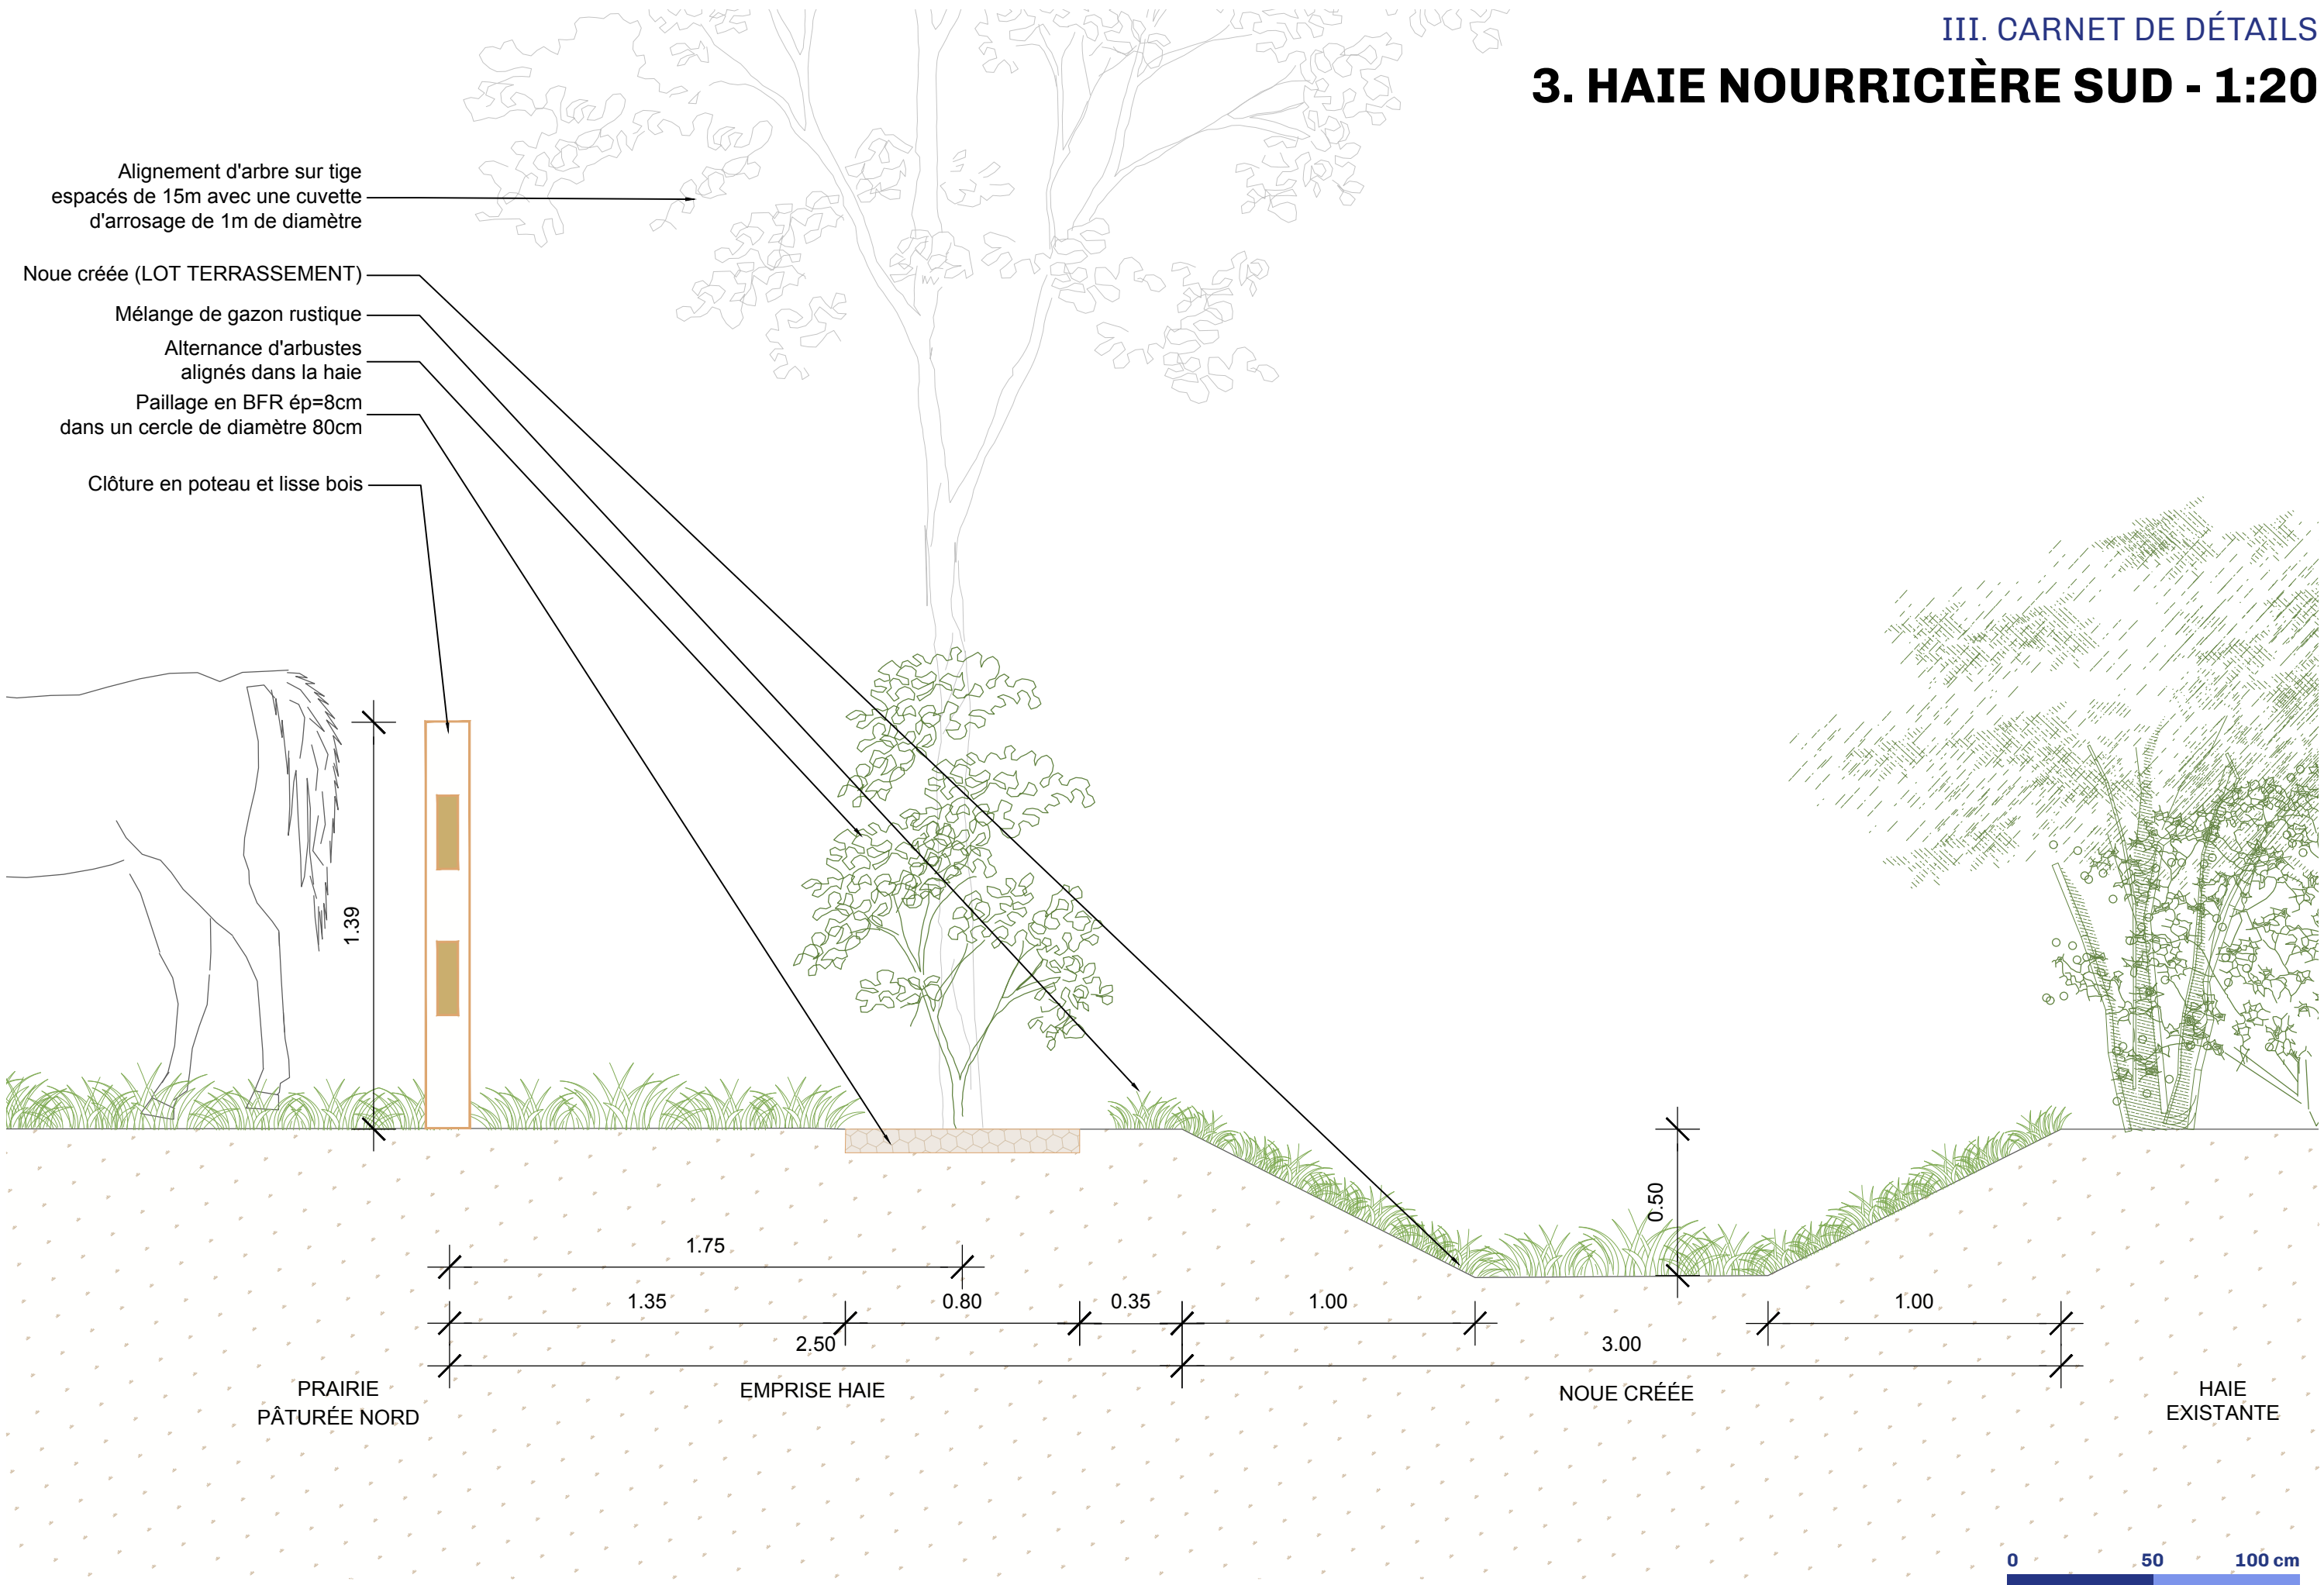 III. CARNET DE DÉTAILS
3. HAIE NOURRICIÈRE SUD - 1:20
Alignement d'arbre sur tige
espacés de 15m avec une cuvette
d'arrosage de 1m de diamètre
Noue créée (LOT TERRASSEMENT)
Mélange de gazon rustique
Alternance d'arbustes
alignés dans la haie
Paillage en BFR ép=8cm
dans un cercle de diamètre 80cm
Clôture en poteau et lisse bois
1.39
0.50
1.75
1.35
0.80
0.35
1.00
1.00
2.50
3.00
PRAIRIE
PÂTURÉE NORD
EMPRISE HAIE
NOUE CRÉÉE
HAIE
EXISTANTE
0 50 100 cm